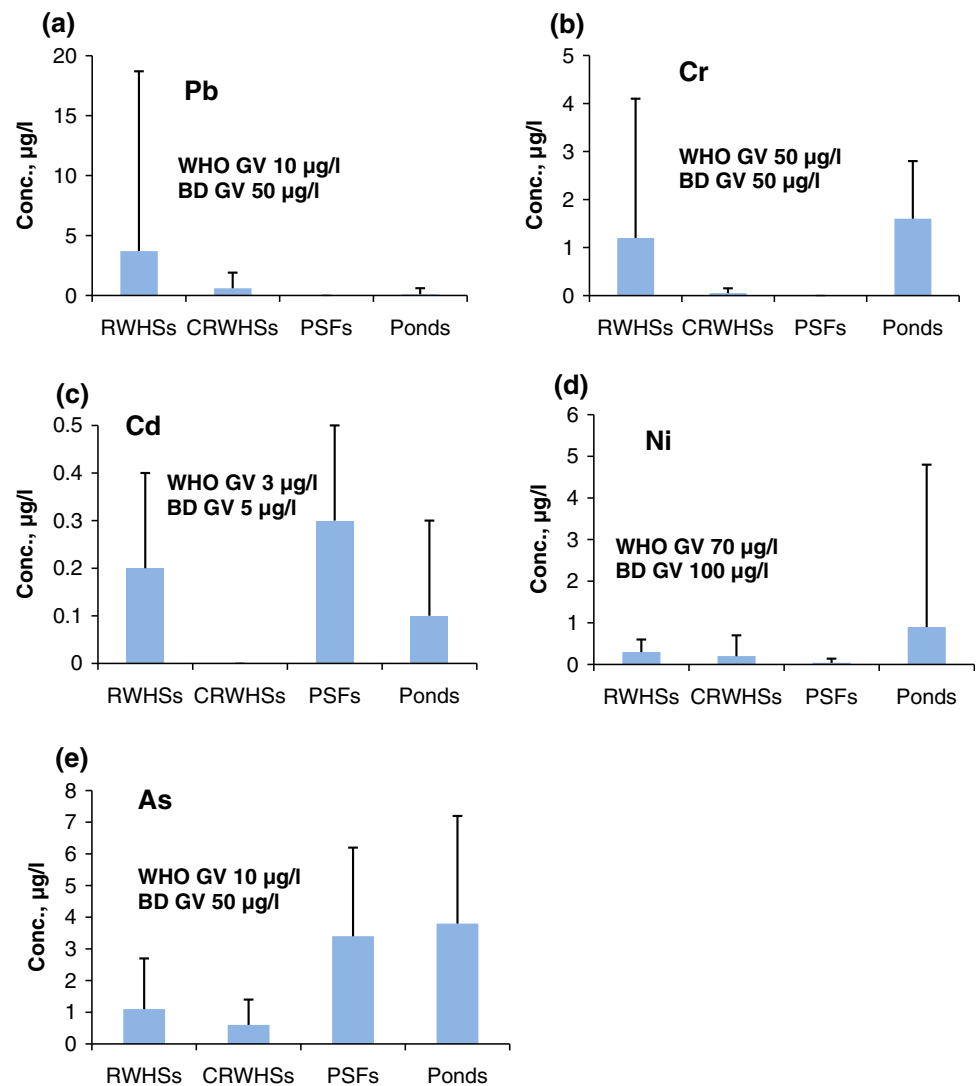 (a)
Pb
WHO GV 10 µg/l
BD GV 50 µg/l
Conc., µg/l
20
15
10
5
0
RWHSs CRWHSs PSFs Ponds
(b)
Cr
WHO GV 50 µg/l
BD GV 50 µg/l
Conc., µg/l
5
4
3
2
1
0
RWHSs CRWHSs PSFs Ponds
(c)
Cd
WHO GV 3 µg/l
BD GV 5 µg/l
Conc., µg/l
0.5
0.4
0.3
0.2
0.1
0
RWHSs CRWHSs PSFs Ponds
(d)
Ni
WHO GV 70 µg/l
BD GV 100 µg/l
Conc., µg/l
6
5
4
3
2
1
0
RWHSs CRWHSs PSFs Ponds
(e)
As
WHO GV 10 µg/l
BD GV 50 µg/l
Conc., µg/l
8
7
6
5
4
3
2
1
0
RWHSs CRWHSs PSFs Ponds